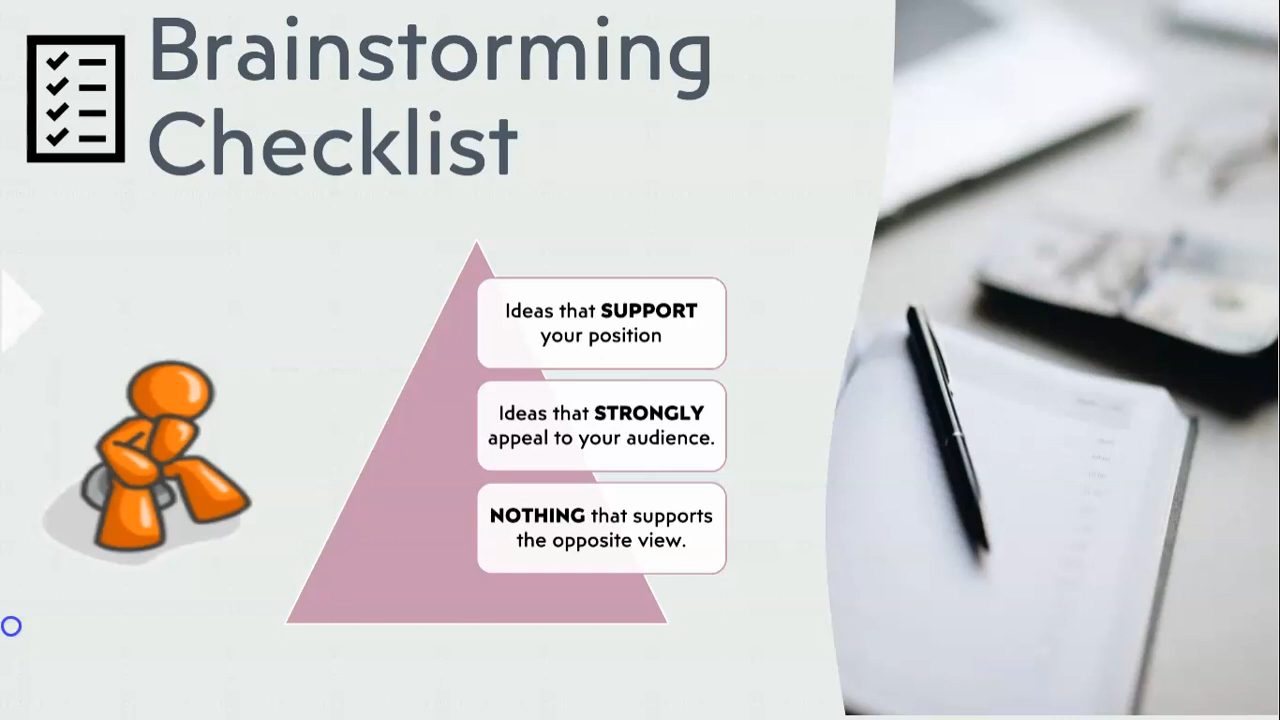 Brainstorming
Checklist
Ideas that SUPPORT
your position
Ideas that STRONGLY
appeal to your audience.
NOTHING that supports
the opposite view.